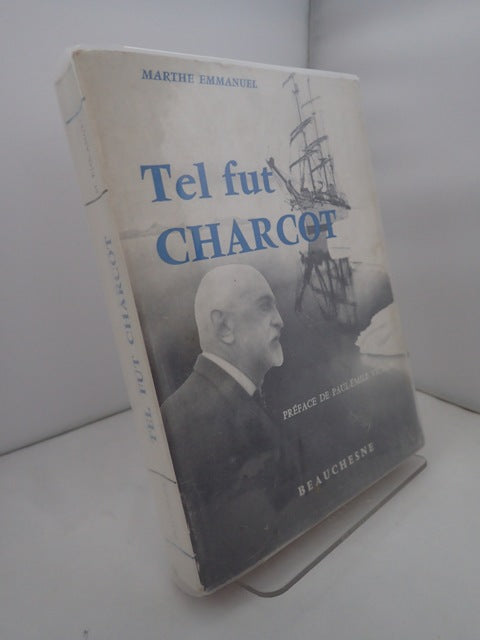 MARTHE EMMANUEL
Tel fut
CHARCOT
PRÉFACE DE PAUL-ÉMILE
BEAUCHESNE
TEL FUT CHARCOT